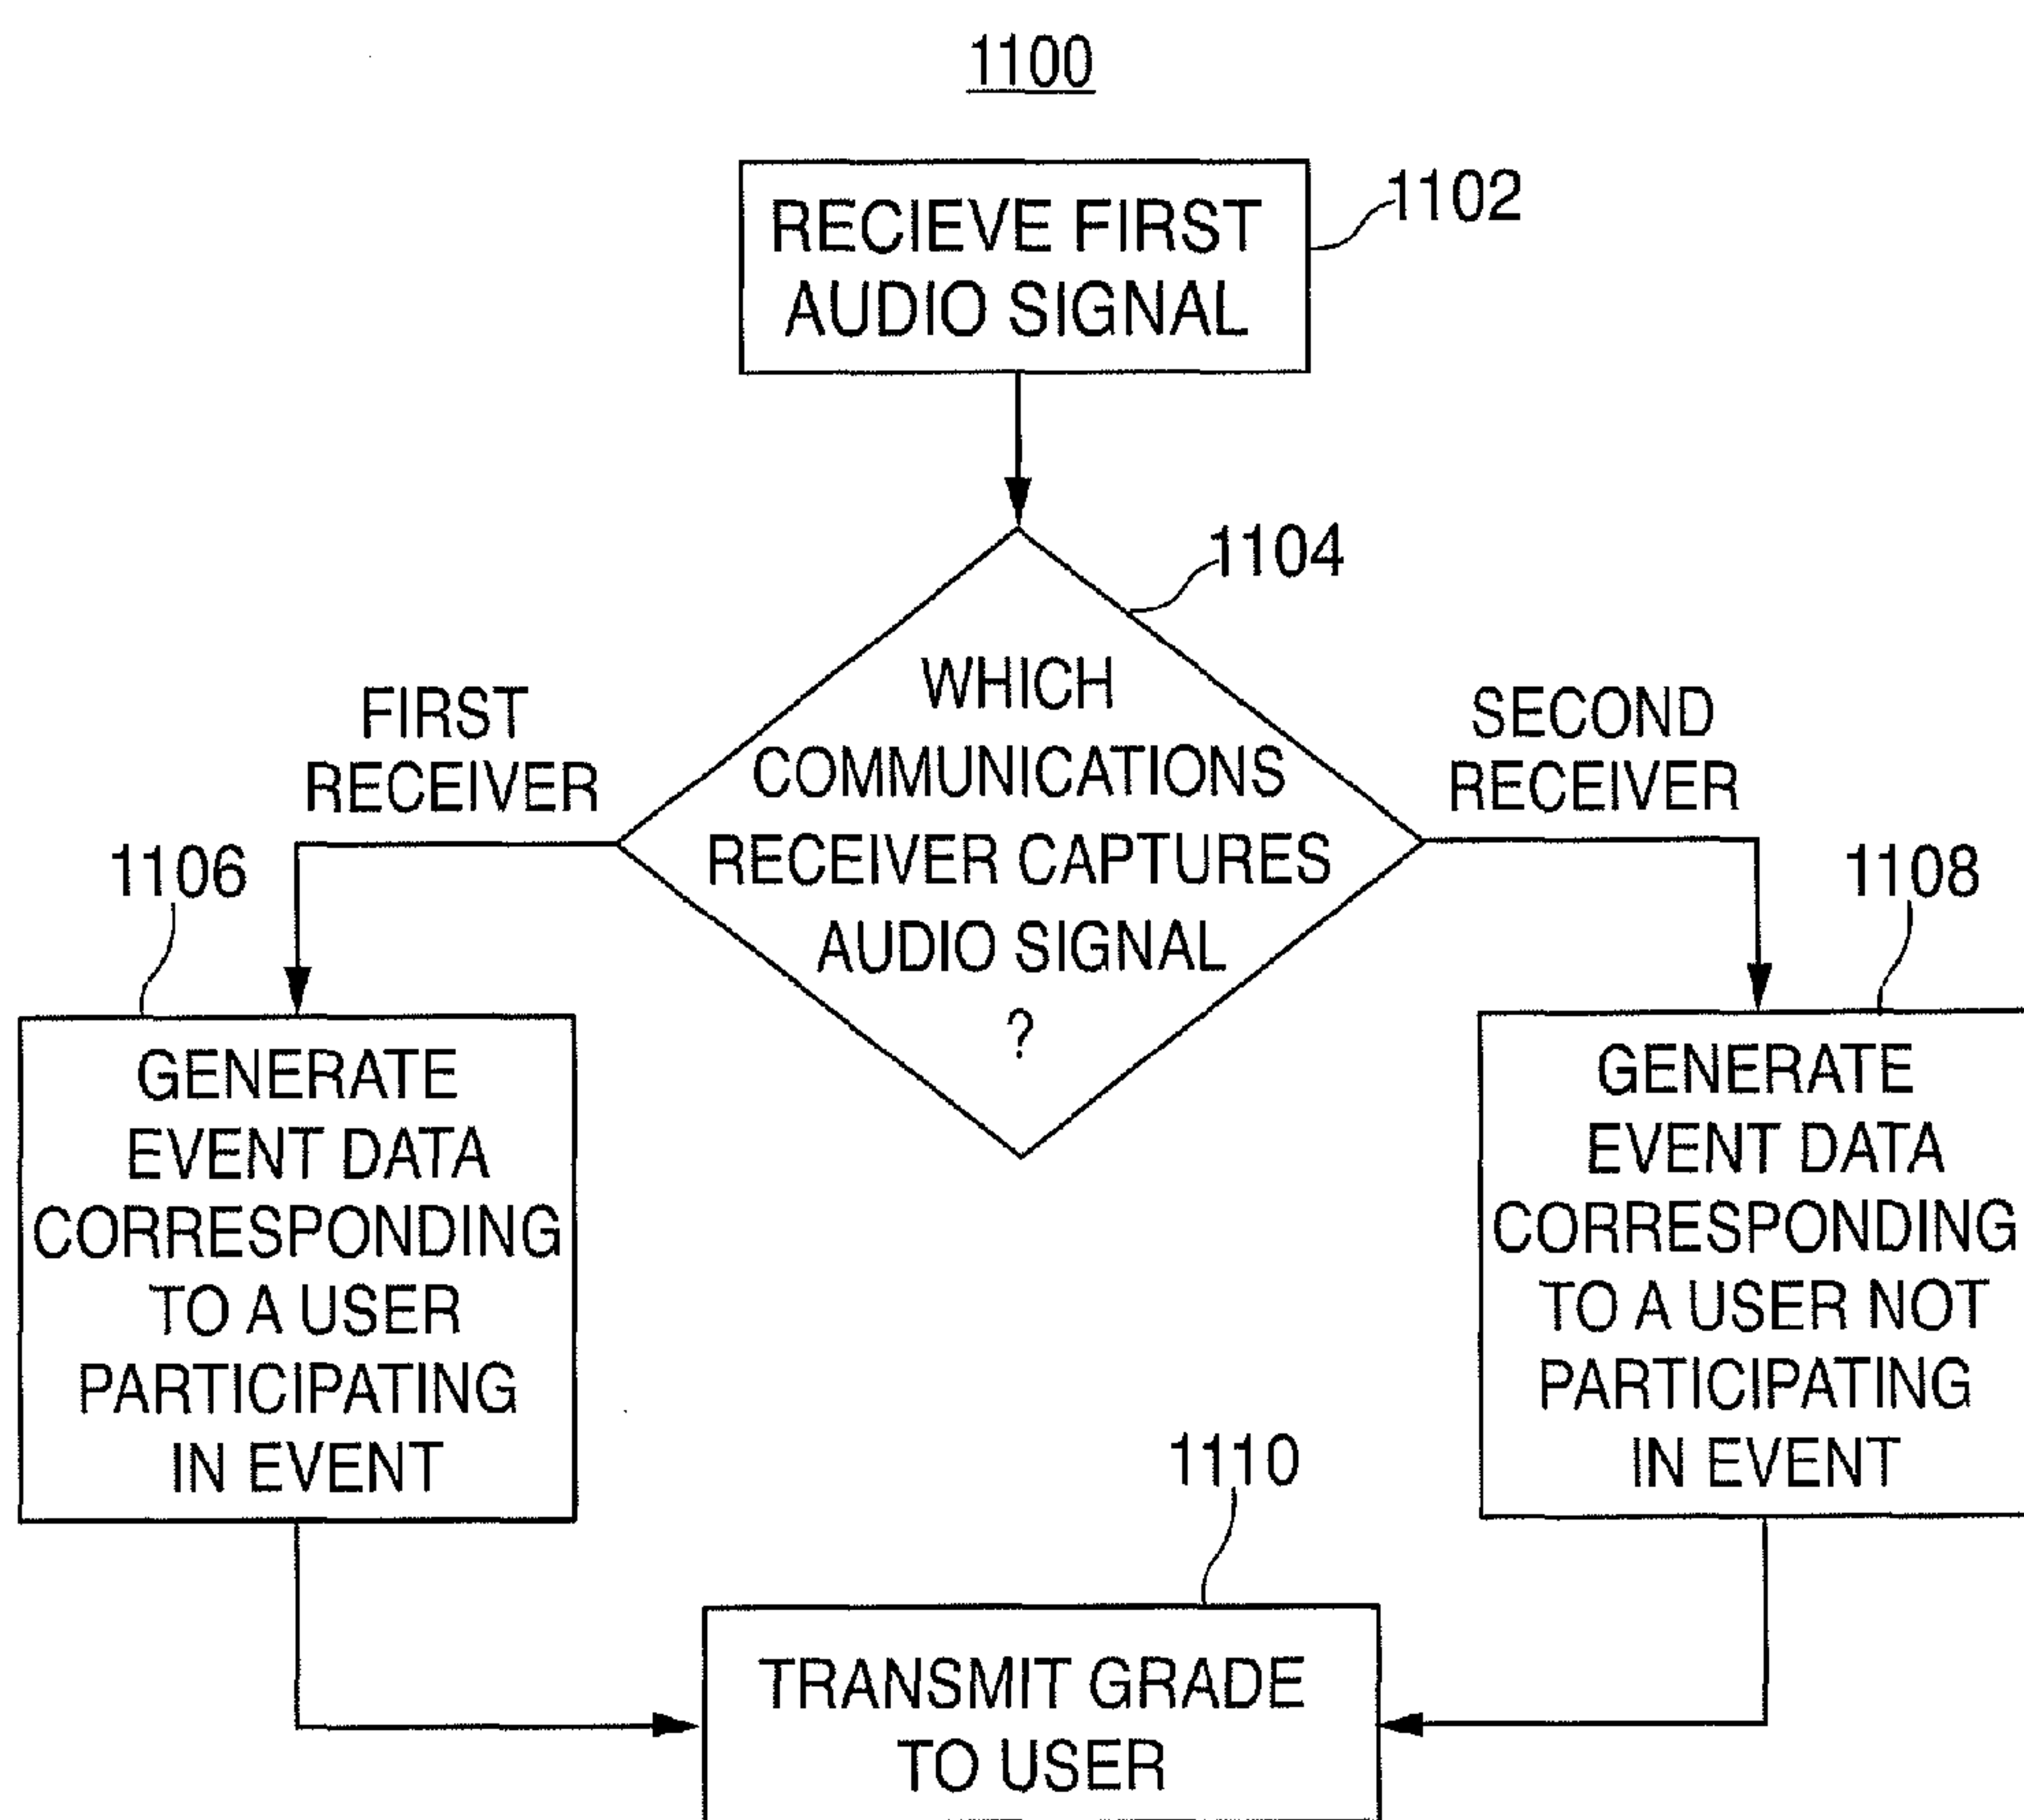 1100
RECIEVE FIRST
AUDIO SIGNAL
1102
1104
WHICH
COMMUNICATIONS
RECEIVER CAPTURES
AUDIO SIGNAL
?
FIRST
RECEIVER
SECOND
RECEIVER
1106
GENERATE
EVENT DATA
CORRESPONDING
TO A USER
PARTICIPATING
IN EVENT
1108
GENERATE
EVENT DATA
CORRESPONDING
TO A USER NOT
PARTICIPATING
IN EVENT
1110
TRANSMIT GRADE
TO USER